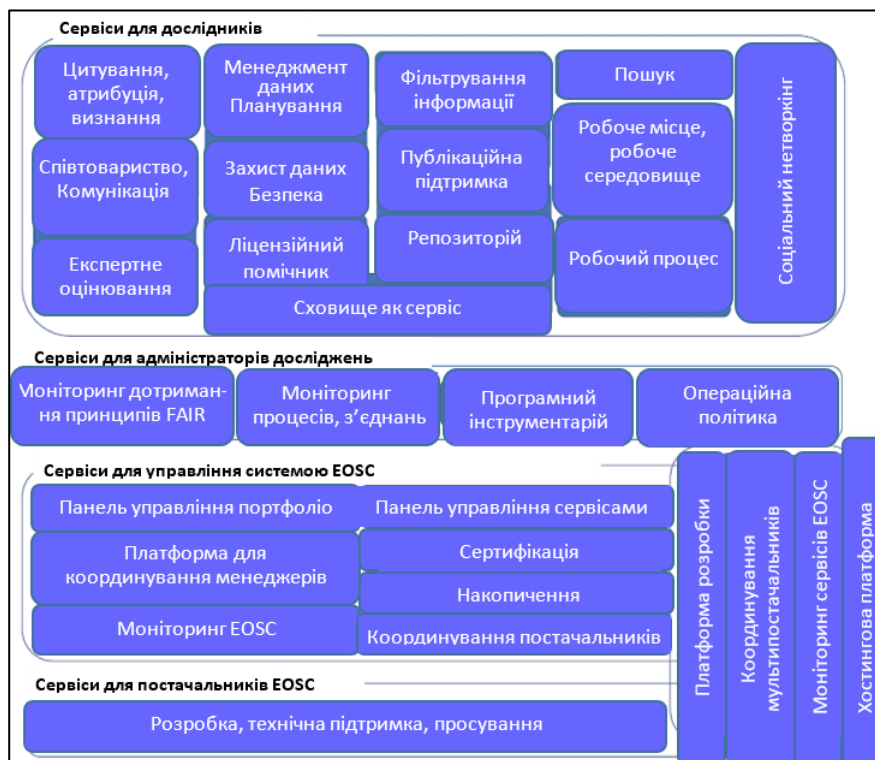 Сервіси для дослідників
Цитування,
атрибуція,
визнання
Співтовариство,
Комунікація
Експертне
оцінювання
Менеджмент
даних
Планування
Захист даних
Безпека
Ліцензійний
помічник
Фільтрування
інформації
Публікаційна
підтримка
Репозиторій
Сховище як сервіс
Пошук
Робоче місце,
робоче
середовище
Робочий процес
Соціальний нетворкінг
Сервіси для адміністраторів досліджень
Моніторинг дотриман-
ня принципів FAIR
Моніторинг
процесів, з’єднань
Програмний
інструментарій
Операційна
політика
Сервіси для управління системою EOSC
Панель управління портфоліо
Платформа для
координування менеджерів
Моніторинг EOSC
Панель управління сервісами
Сертифікація
Накопичення
Координування постачальників
Сервіси для постачальників EOSC
Розробка, технічна підтримка, просування
Платформа розробки
Координування
мультипостачальників
Моніторинг сервісів EOSC
Хостингова платформа